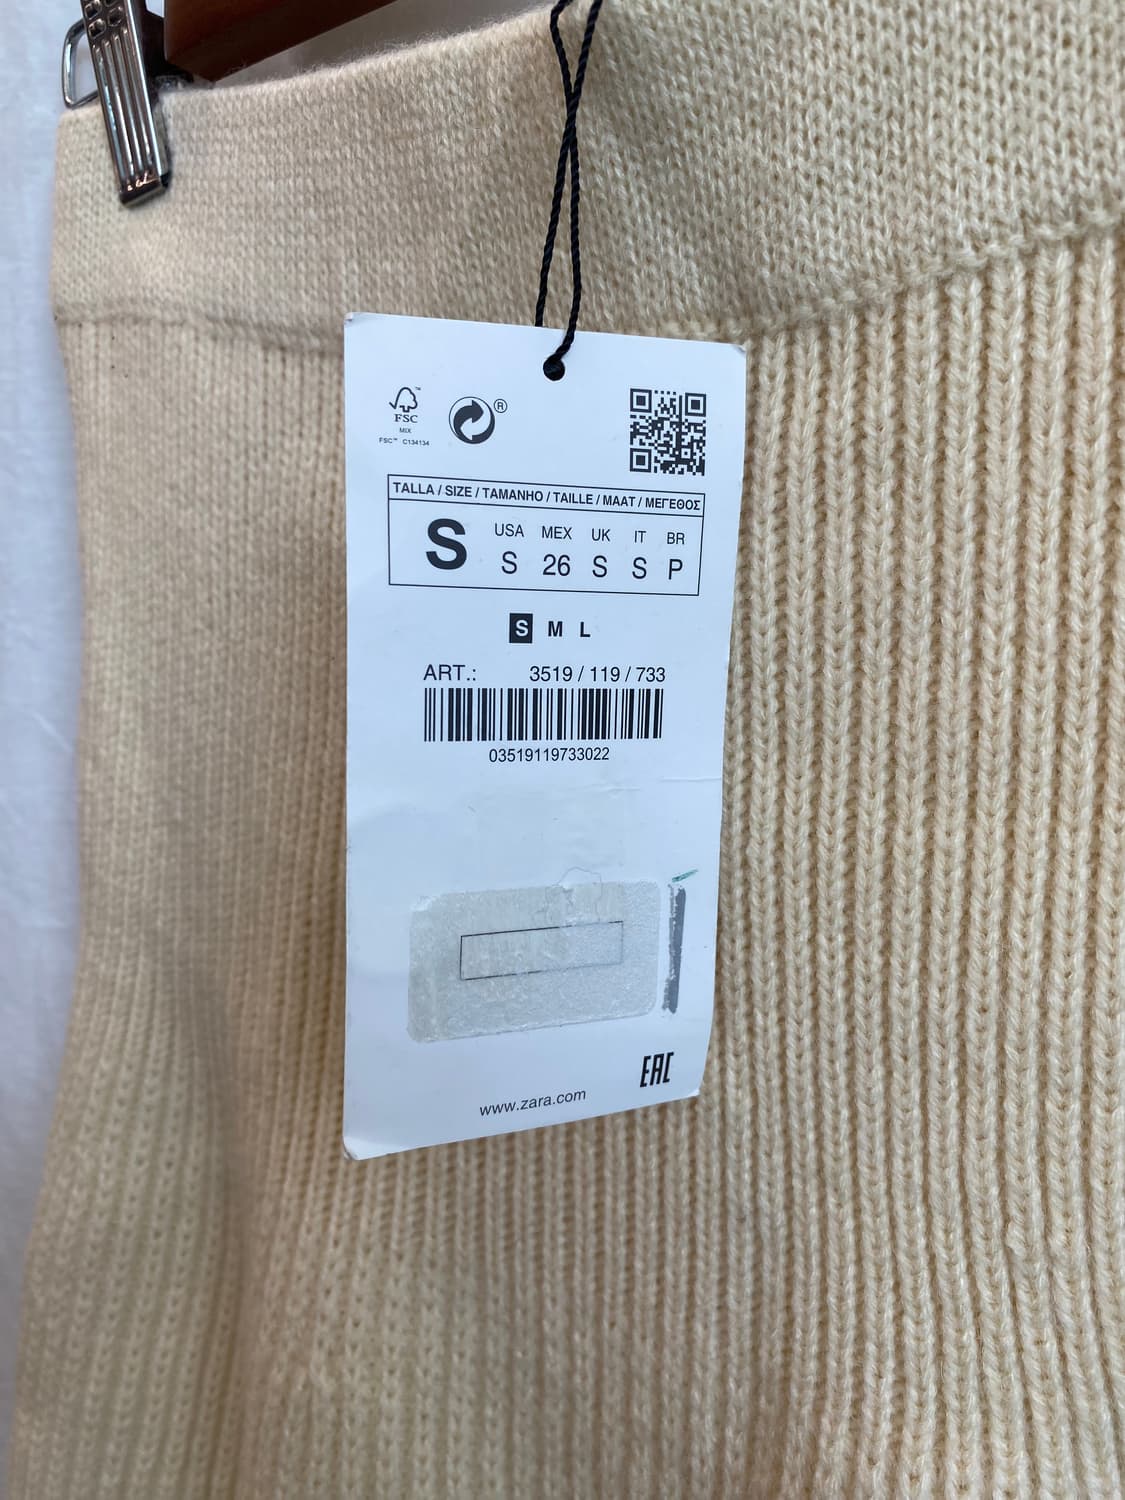 FSC
™
MIX
FSC™ C134134
®
TALLA / SIZE / TAMANHO / TAILLE / MAAT / ΜΕΓΕΘΟΣ
S
USA MEX UK IT BR
S 26 S S P
S M L
ART.: 3519 / 119 / 733
03519119733022
EAC
www.zara.com